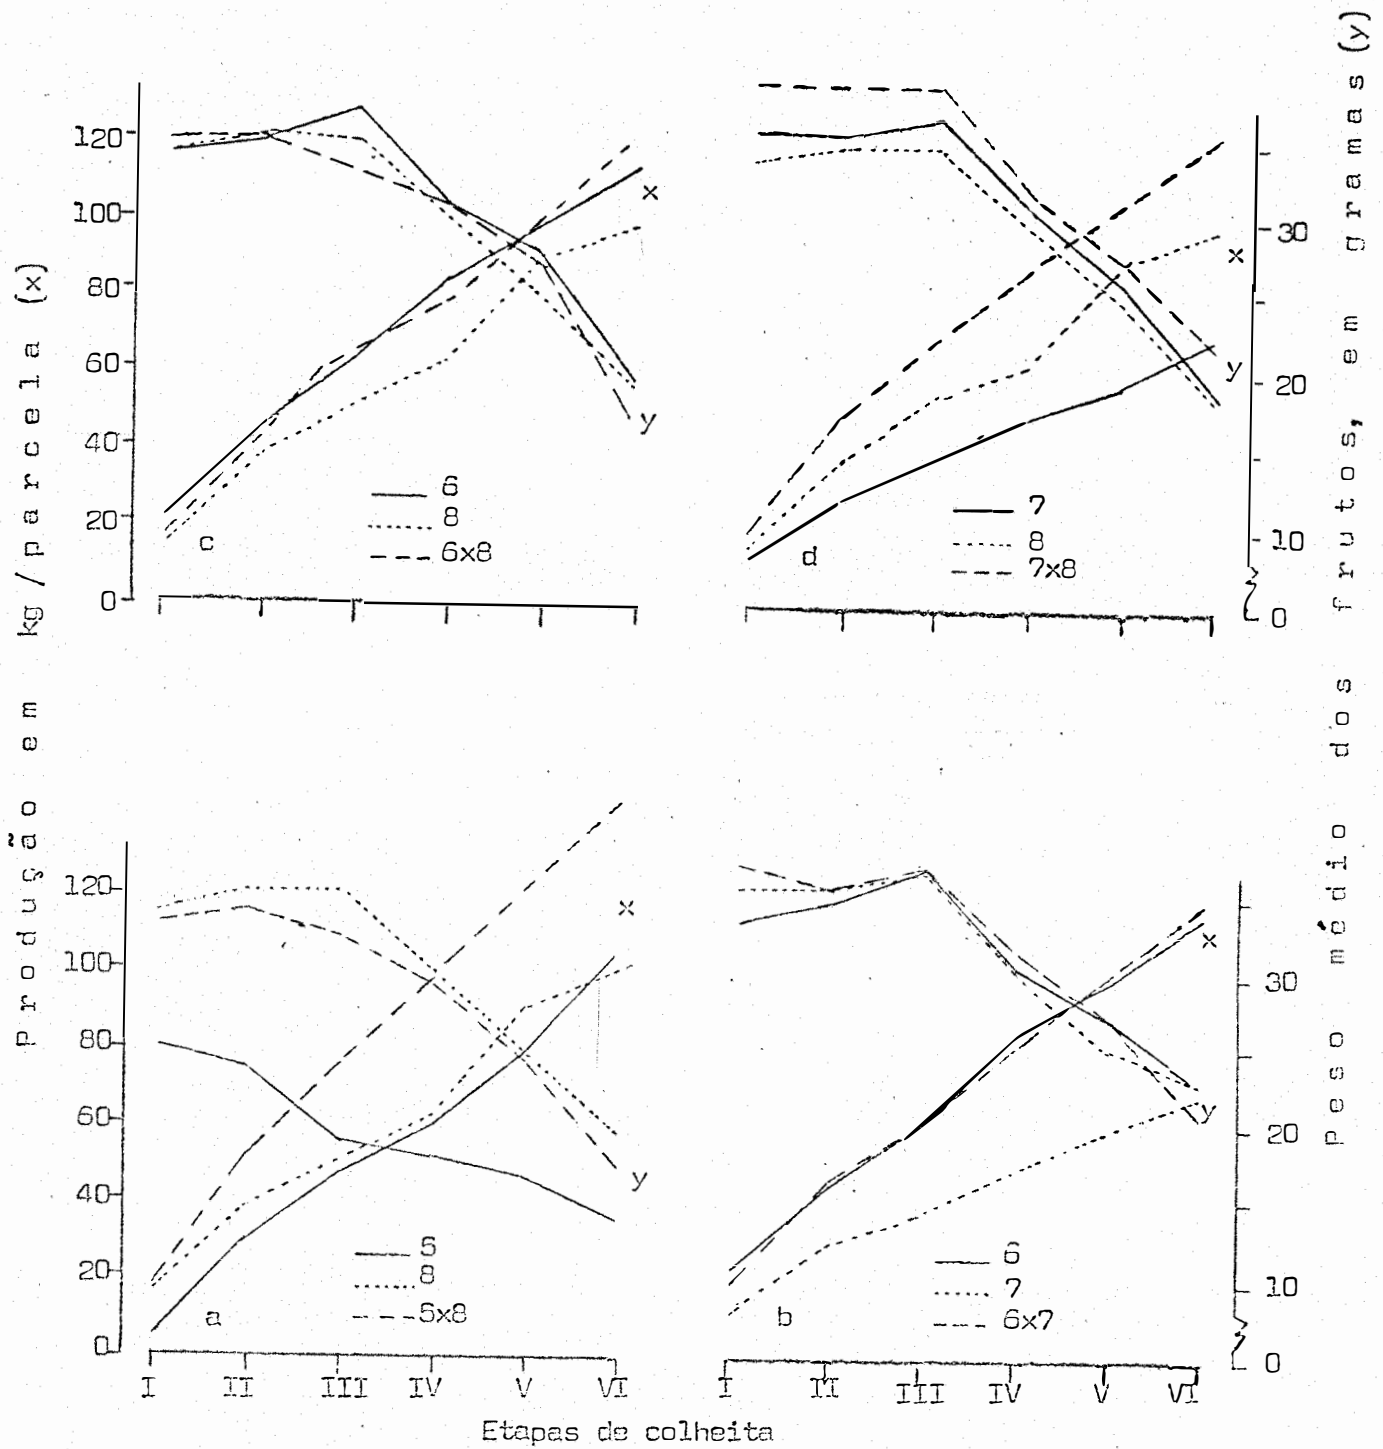 Produção em kg/parcela (x)
120
100
80
60
40
20
0
x
y
6
8
6x8
c
x
y
7
8
7x8
d
30
20
10
0
Peso médio dos frutos, em gramas (y)
120
100
80
60
40
20
0
x
y
5
8
5x8
a
I II III IV V VI
x
y
6
7
6x7
b
I II III IV V VI
30
20
10
0
Etapas de colheita